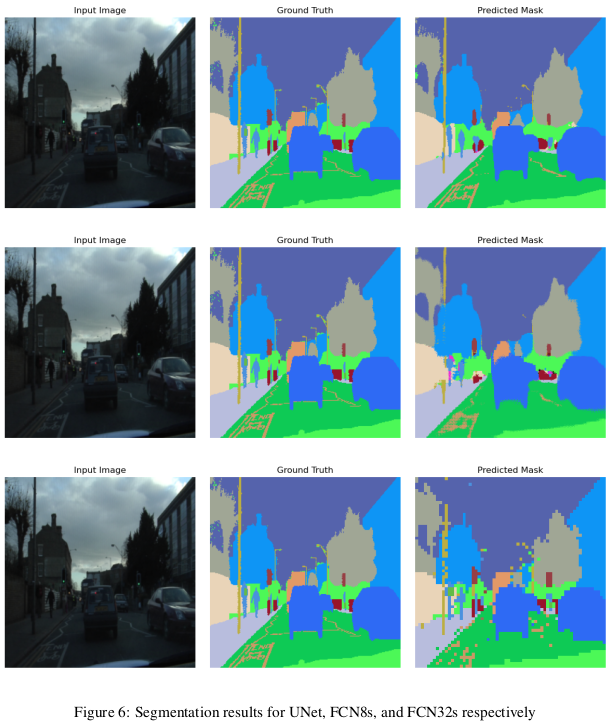 Input Image Ground Truth Predicted Mask
Input Image Ground Truth Predicted Mask
Input Image Ground Truth Predicted Mask
Figure 6: Segmentation results for UNet, FCN8s, and FCN32s respectively